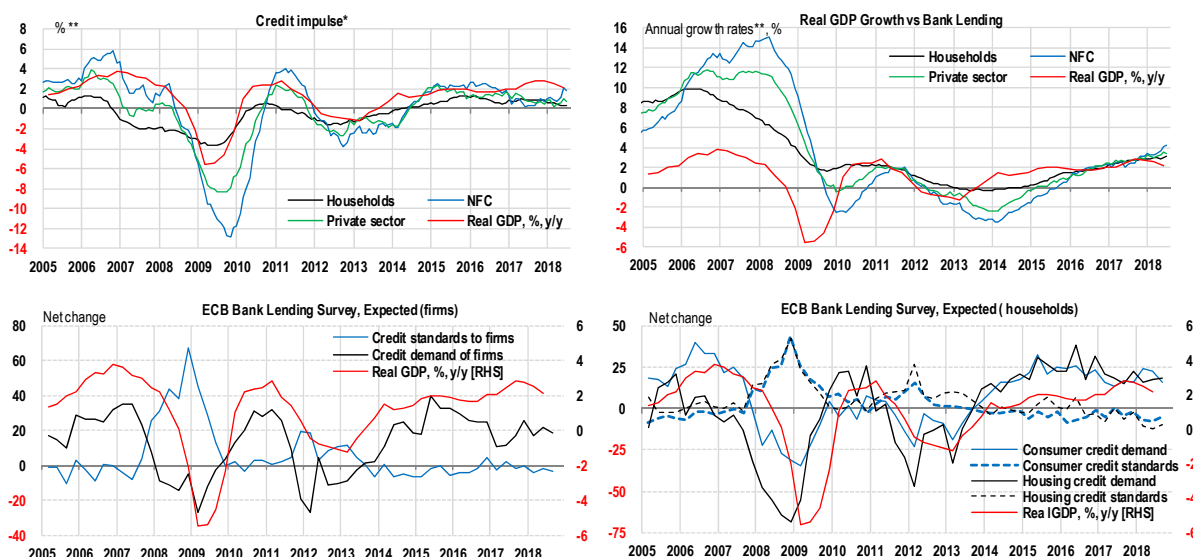 Credit impulse*
% **
8
6
4
2
0
-2
-4
-6
-8
-10
-12
-14
Households
NFC
Private sector
Real GDP, %, y/y
2005 2006 2007 2008 2009 2010 2011 2012 2013 2014 2015 2016 2017 2018
Real GDP Growth vs Bank Lending
Annual growth rates**, %
16
14
12
10
8
6
4
2
0
-2
-4
-6
Households
NFC
Private sector
Real GDP, %, y/y
2005 2006 2007 2008 2009 2010 2011 2012 2013 2014 2015 2016 2017 2018
ECB Bank Lending Survey, Expected (firms)
Net change
80
60
40
20
0
-20
-40
6
4
2
0
-2
-4
-6
Credit standards to firms
Credit demand of firms
Real GDP, %, y/y [RHS]
2005 2006 2007 2008 2009 2010 2011 2012 2013 2014 2015 2016 2017 2018
ECB Bank Lending Survey, Expected ( households)
Net change
50
25
0
-25
-50
-75
6
4
2
0
-2
-4
-6
Consumer credit demand
Consumer credit standards
Housing credit demand
Housing credit standards
Rea lGDP, %, y/y [RHS]
2005 2006 2007 2008 2009 2010 2011 2012 2013 2014 2015 2016 2017 2018